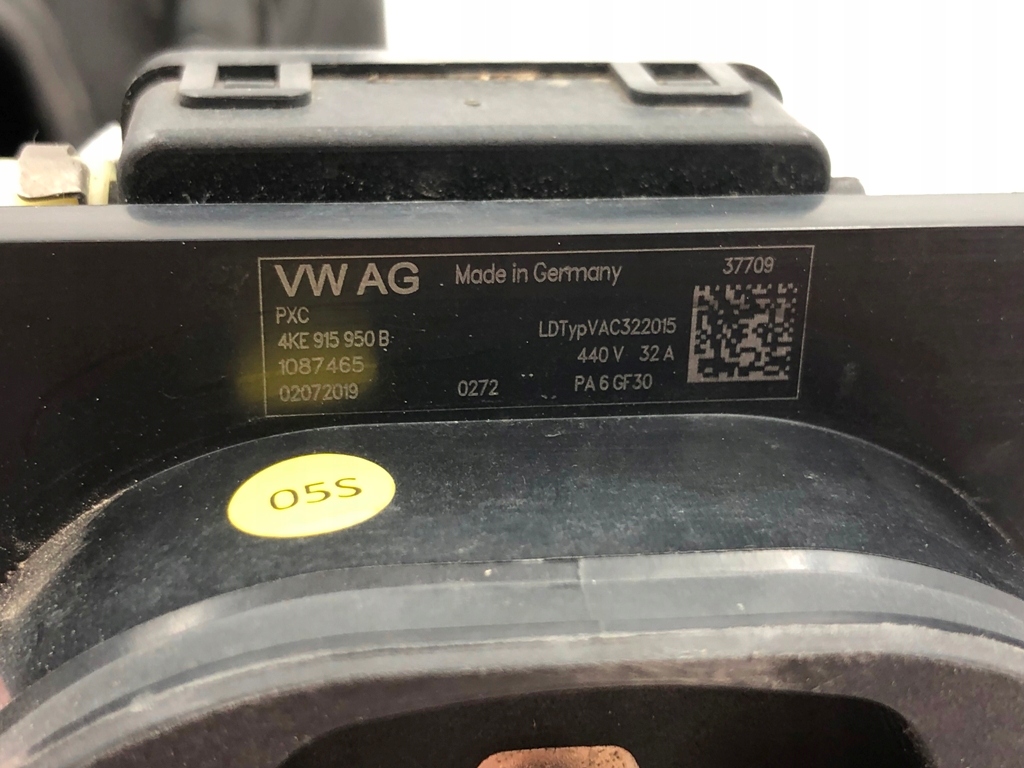 VW AG Made in Germany 37709
PXC
4KE 915 950 B LDTypVAC322015
1087465 440 V 32 A
02072019 0272 PA 6 GF30
05S